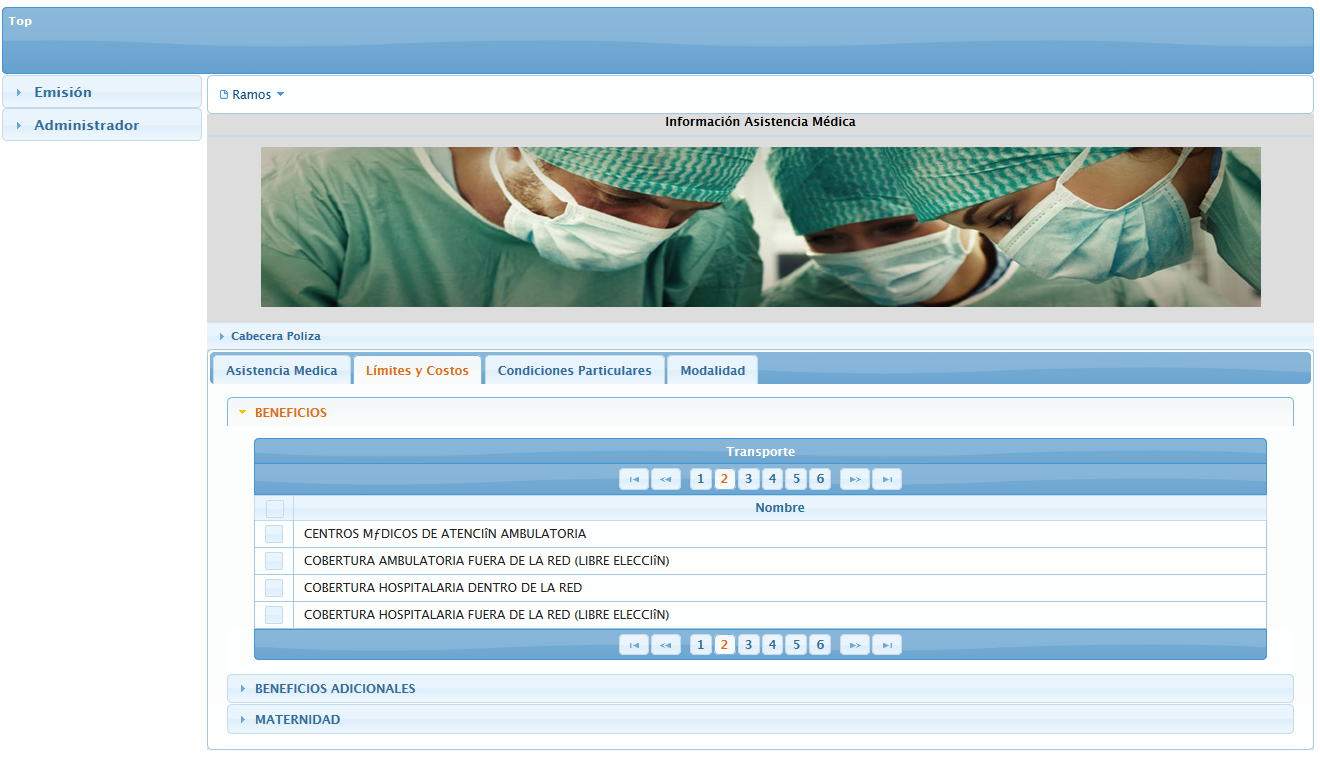 Top
Emisión
Administrador
Ramos
Información Asistencia Médica
Cabecera Poliza
Asistencia Medica Límites y Costos Condiciones Particulares Modalidad
BENEFICIOS
Transporte
1 2 3 4 5 6
Nombre
CENTROS MƒDICOS DE ATENCIîN AMBULATORIA
COBERTURA AMBULATORIA FUERA DE LA RED (LIBRE ELECCIîN)
COBERTURA HOSPITALARIA DENTRO DE LA RED
COBERTURA HOSPITALARIA FUERA DE LA RED (LIBRE ELECCIîN)
1 2 3 4 5 6
BENEFICIOS ADICIONALES
MATERNIDAD